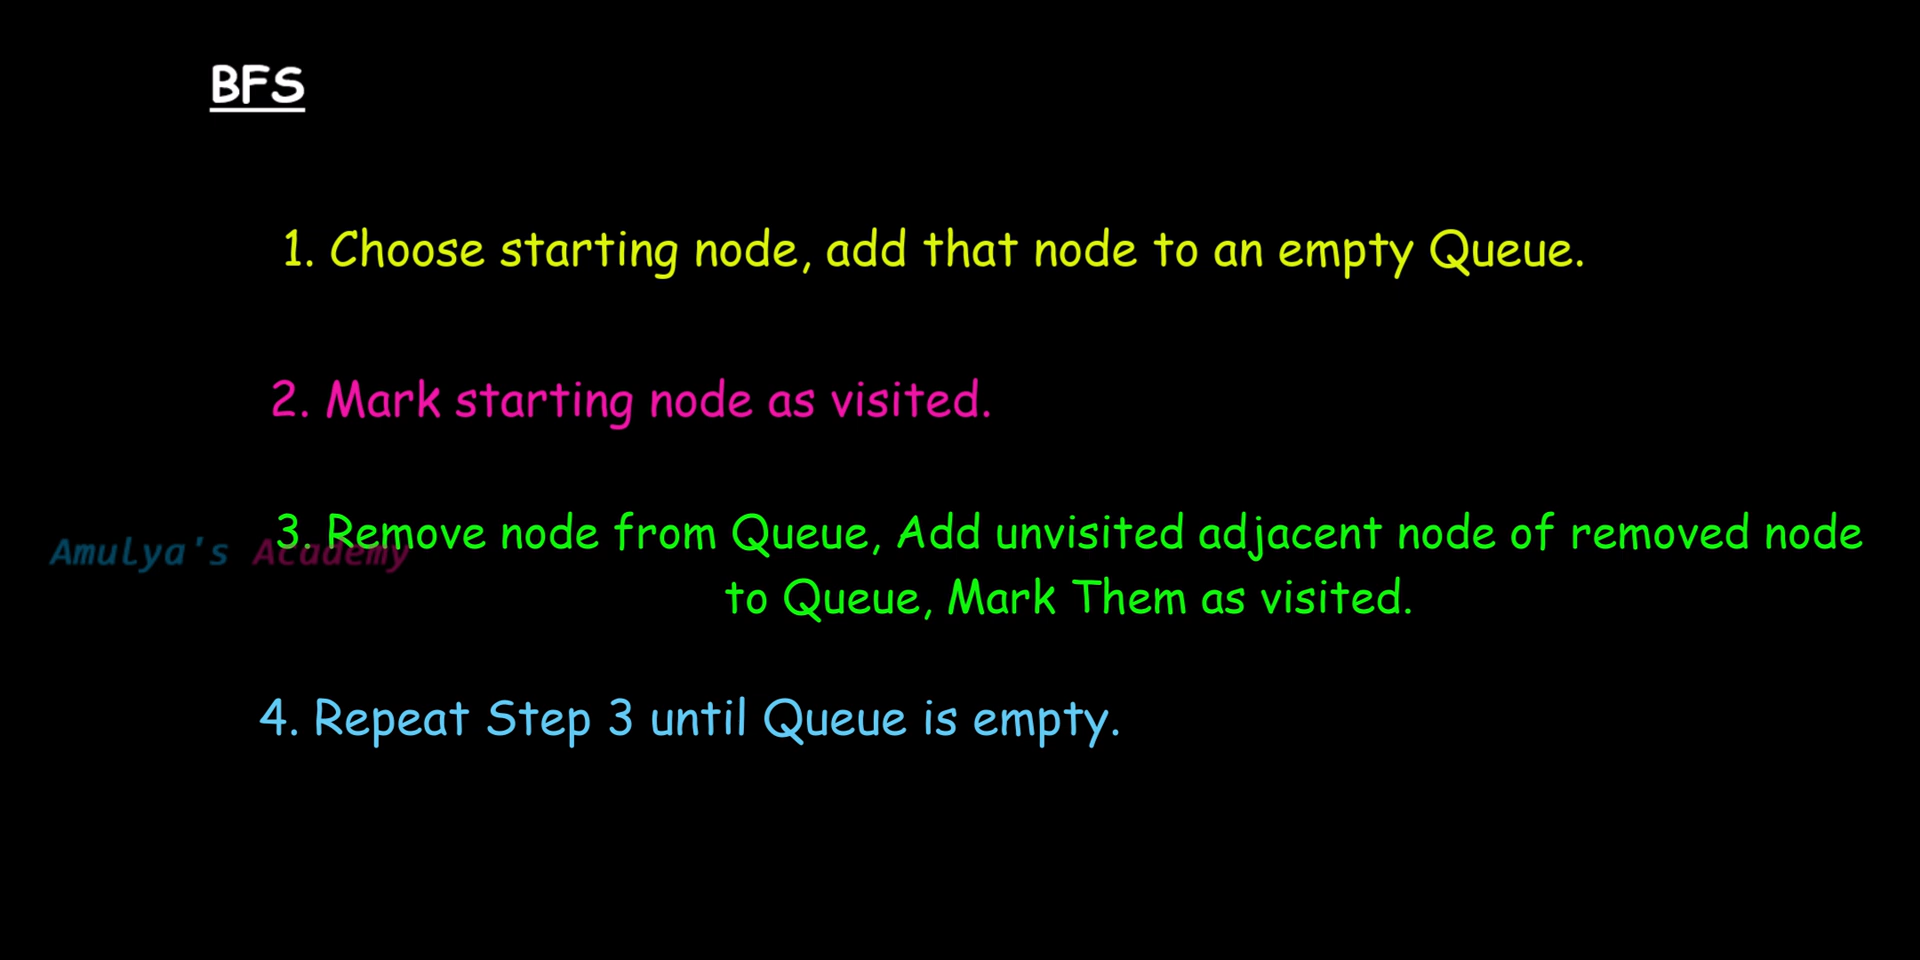 BFS
1. Choose starting node, add that node to an empty Queue.
2. Mark starting node as visited.
3. Remove node from Queue, Add unvisited adjacent node of removed node
to Queue, Mark Them as visited.
Amulya's Academy
4. Repeat Step 3 until Queue is empty.